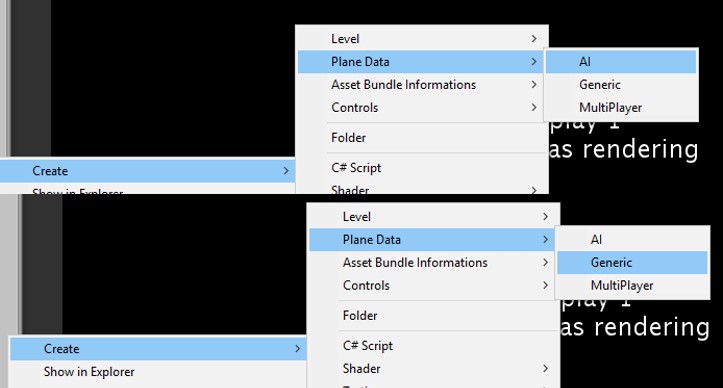 Level
Plane Data
AI
Asset Bundle Informations
Generic
Controls
MultiPlayer
play 1
Folder
as rendering
C# Script
Create
Shader
Show in Explorer
Level
Plane Data
AI
Asset Bundle Informations
Generic
Controls
MultiPlayer
play 1
Folder
as rendering
C# Script
Create
Shader
Show in Explorer